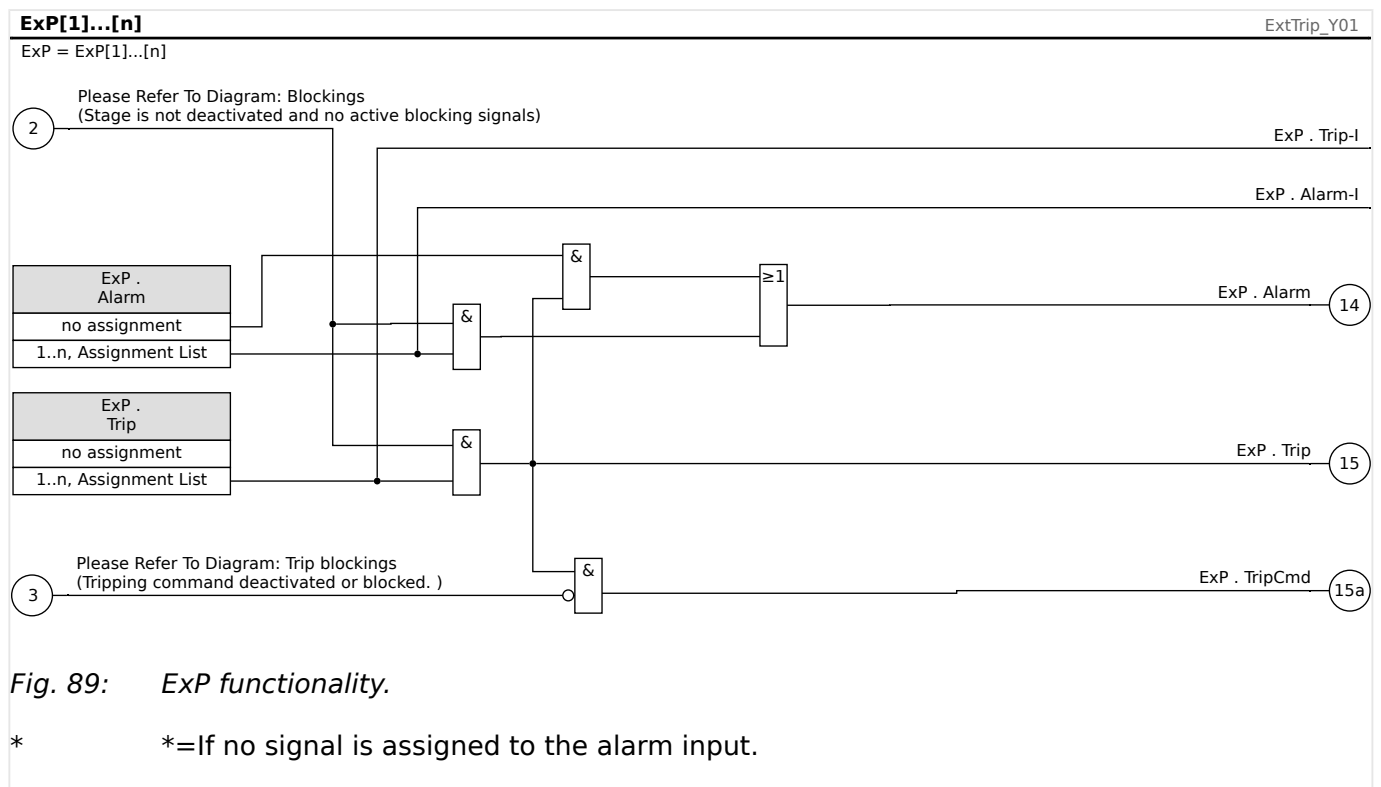 ExP[1]...[n]
ExtTrip_Y01
ExP = ExP[1]...[n]
Please Refer To Diagram: Blockings
(Stage is not deactivated and no active blocking signals)
2
ExP . Trip-I
ExP . Alarm-I
&
≥1
ExP .
Alarm
no assignment
1..n, Assignment List
&
ExP . Alarm
14
ExP .
Trip
no assignment
1..n, Assignment List
&
ExP . Trip
15
Please Refer To Diagram: Trip blockings
(Tripping command deactivated or blocked. )
3
&
ExP . TripCmd
15a
Fig. 89: ExP functionality.
* *=If no signal is assigned to the alarm input.